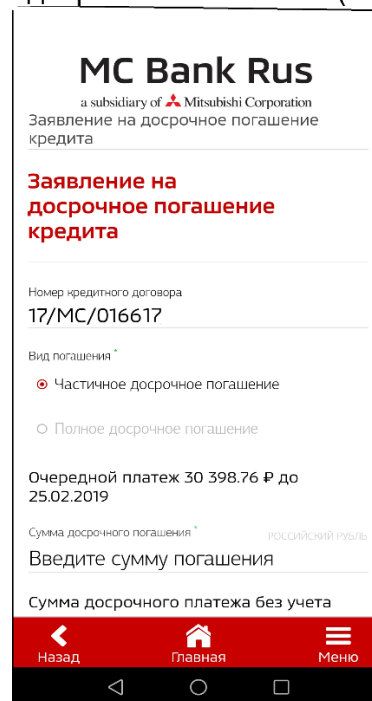 MC Bank Rus
a subsidiary of Mitsubishi Corporation
Заявление на досрочное погашение
кредита
Заявление на
досрочное погашение
кредита
Номер кредитного договора
17/МС/016617
Вид погашения *
Частичное досрочное погашение
Полное досрочное погашение
Очередной платеж 30 398.76 ₽ до
25.02.2019
Сумма досрочного погашения * РОССИЙСКИЙ РУБЛЬ
Введите сумму погашения
Сумма досрочного платежа без учета
Назад Главная Меню